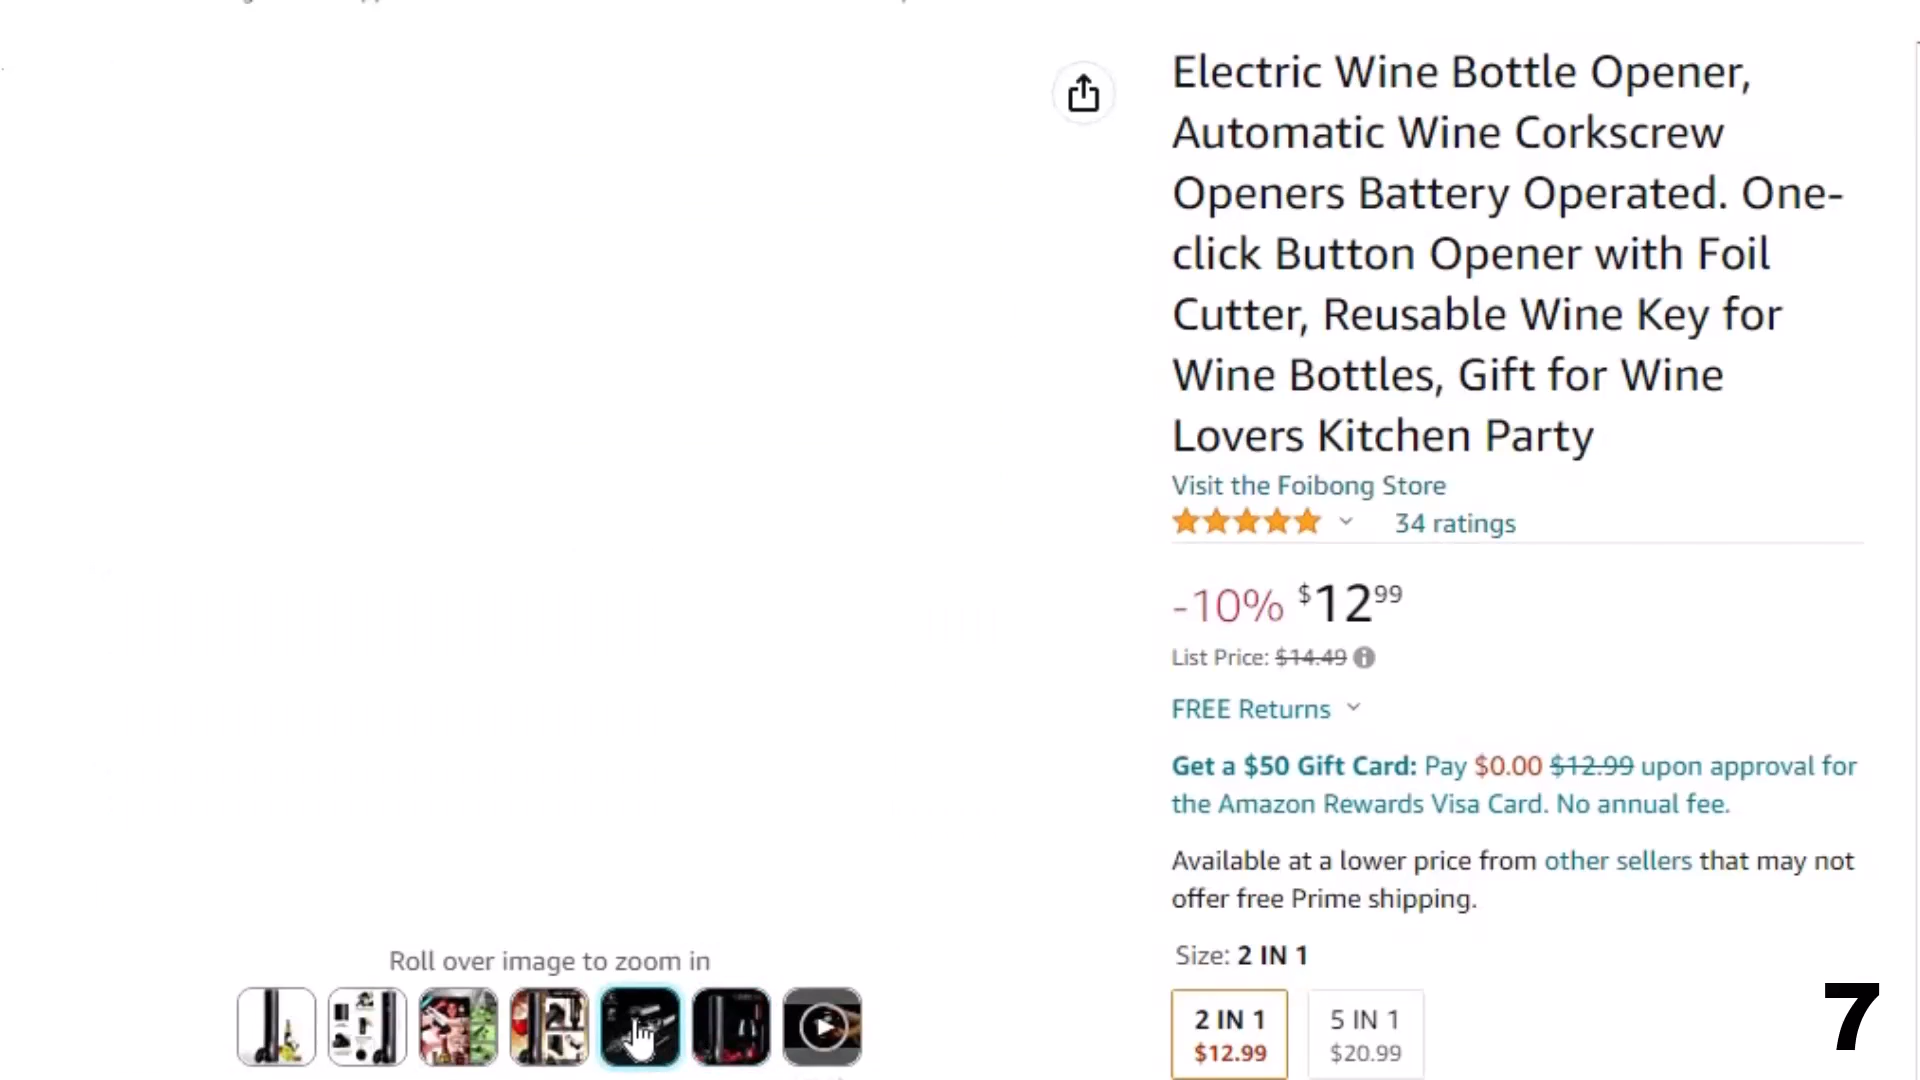 Electric Wine Bottle Opener,
Automatic Wine Corkscrew
Openers Battery Operated. One-
click Button Opener with Foil
Cutter, Reusable Wine Key for
Wine Bottles, Gift for Wine
Lovers Kitchen Party
Visit the Foibong Store
34 ratings
-10% $12 99
List Price: $14.49
FREE Returns
Get a $50 Gift Card: Pay $0.00 $12.99 upon approval for
the Amazon Rewards Visa Card. No annual fee.
Available at a lower price from other sellers that may not
offer free Prime shipping.
Size: 2 IN 1
2 IN 1
$12.99
5 IN 1
$20.99
Roll over image to zoom in
7